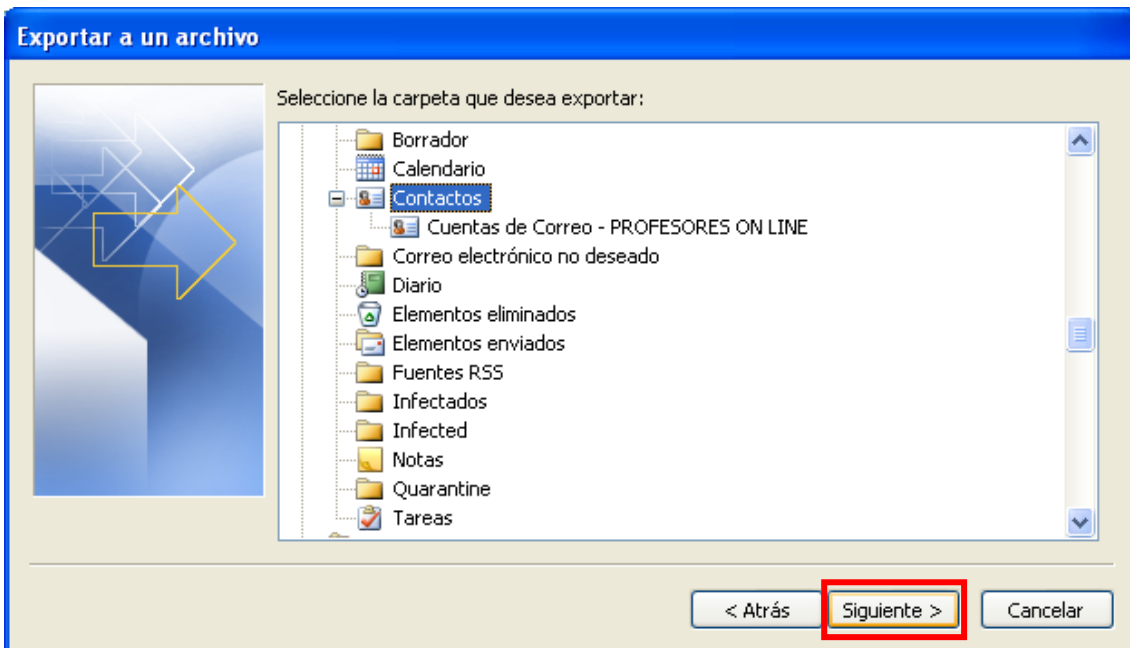 Exportar a un archivo
Seleccione la carpeta que desea exportar:
Borrador
Calendario
Contactos
Cuentas de Correo - PROFESORES ON LINE
Correo electrónico no deseado
Diario
Elementos eliminados
Elementos enviados
Fuentes RSS
Infectados
Infected
Notas
Quarantine
Tareas
< Atrás
Siguiente >
Cancelar